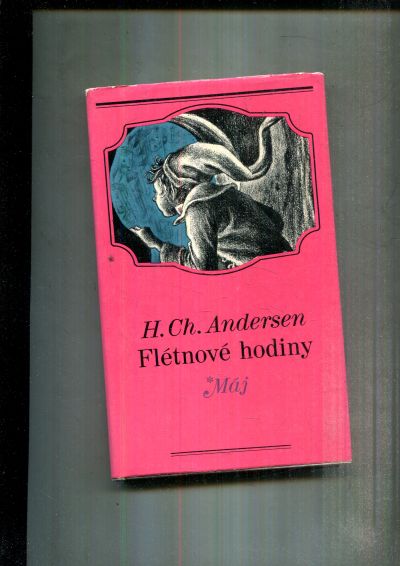 H. Ch. Andersen
Flétnové hodiny
*Máj